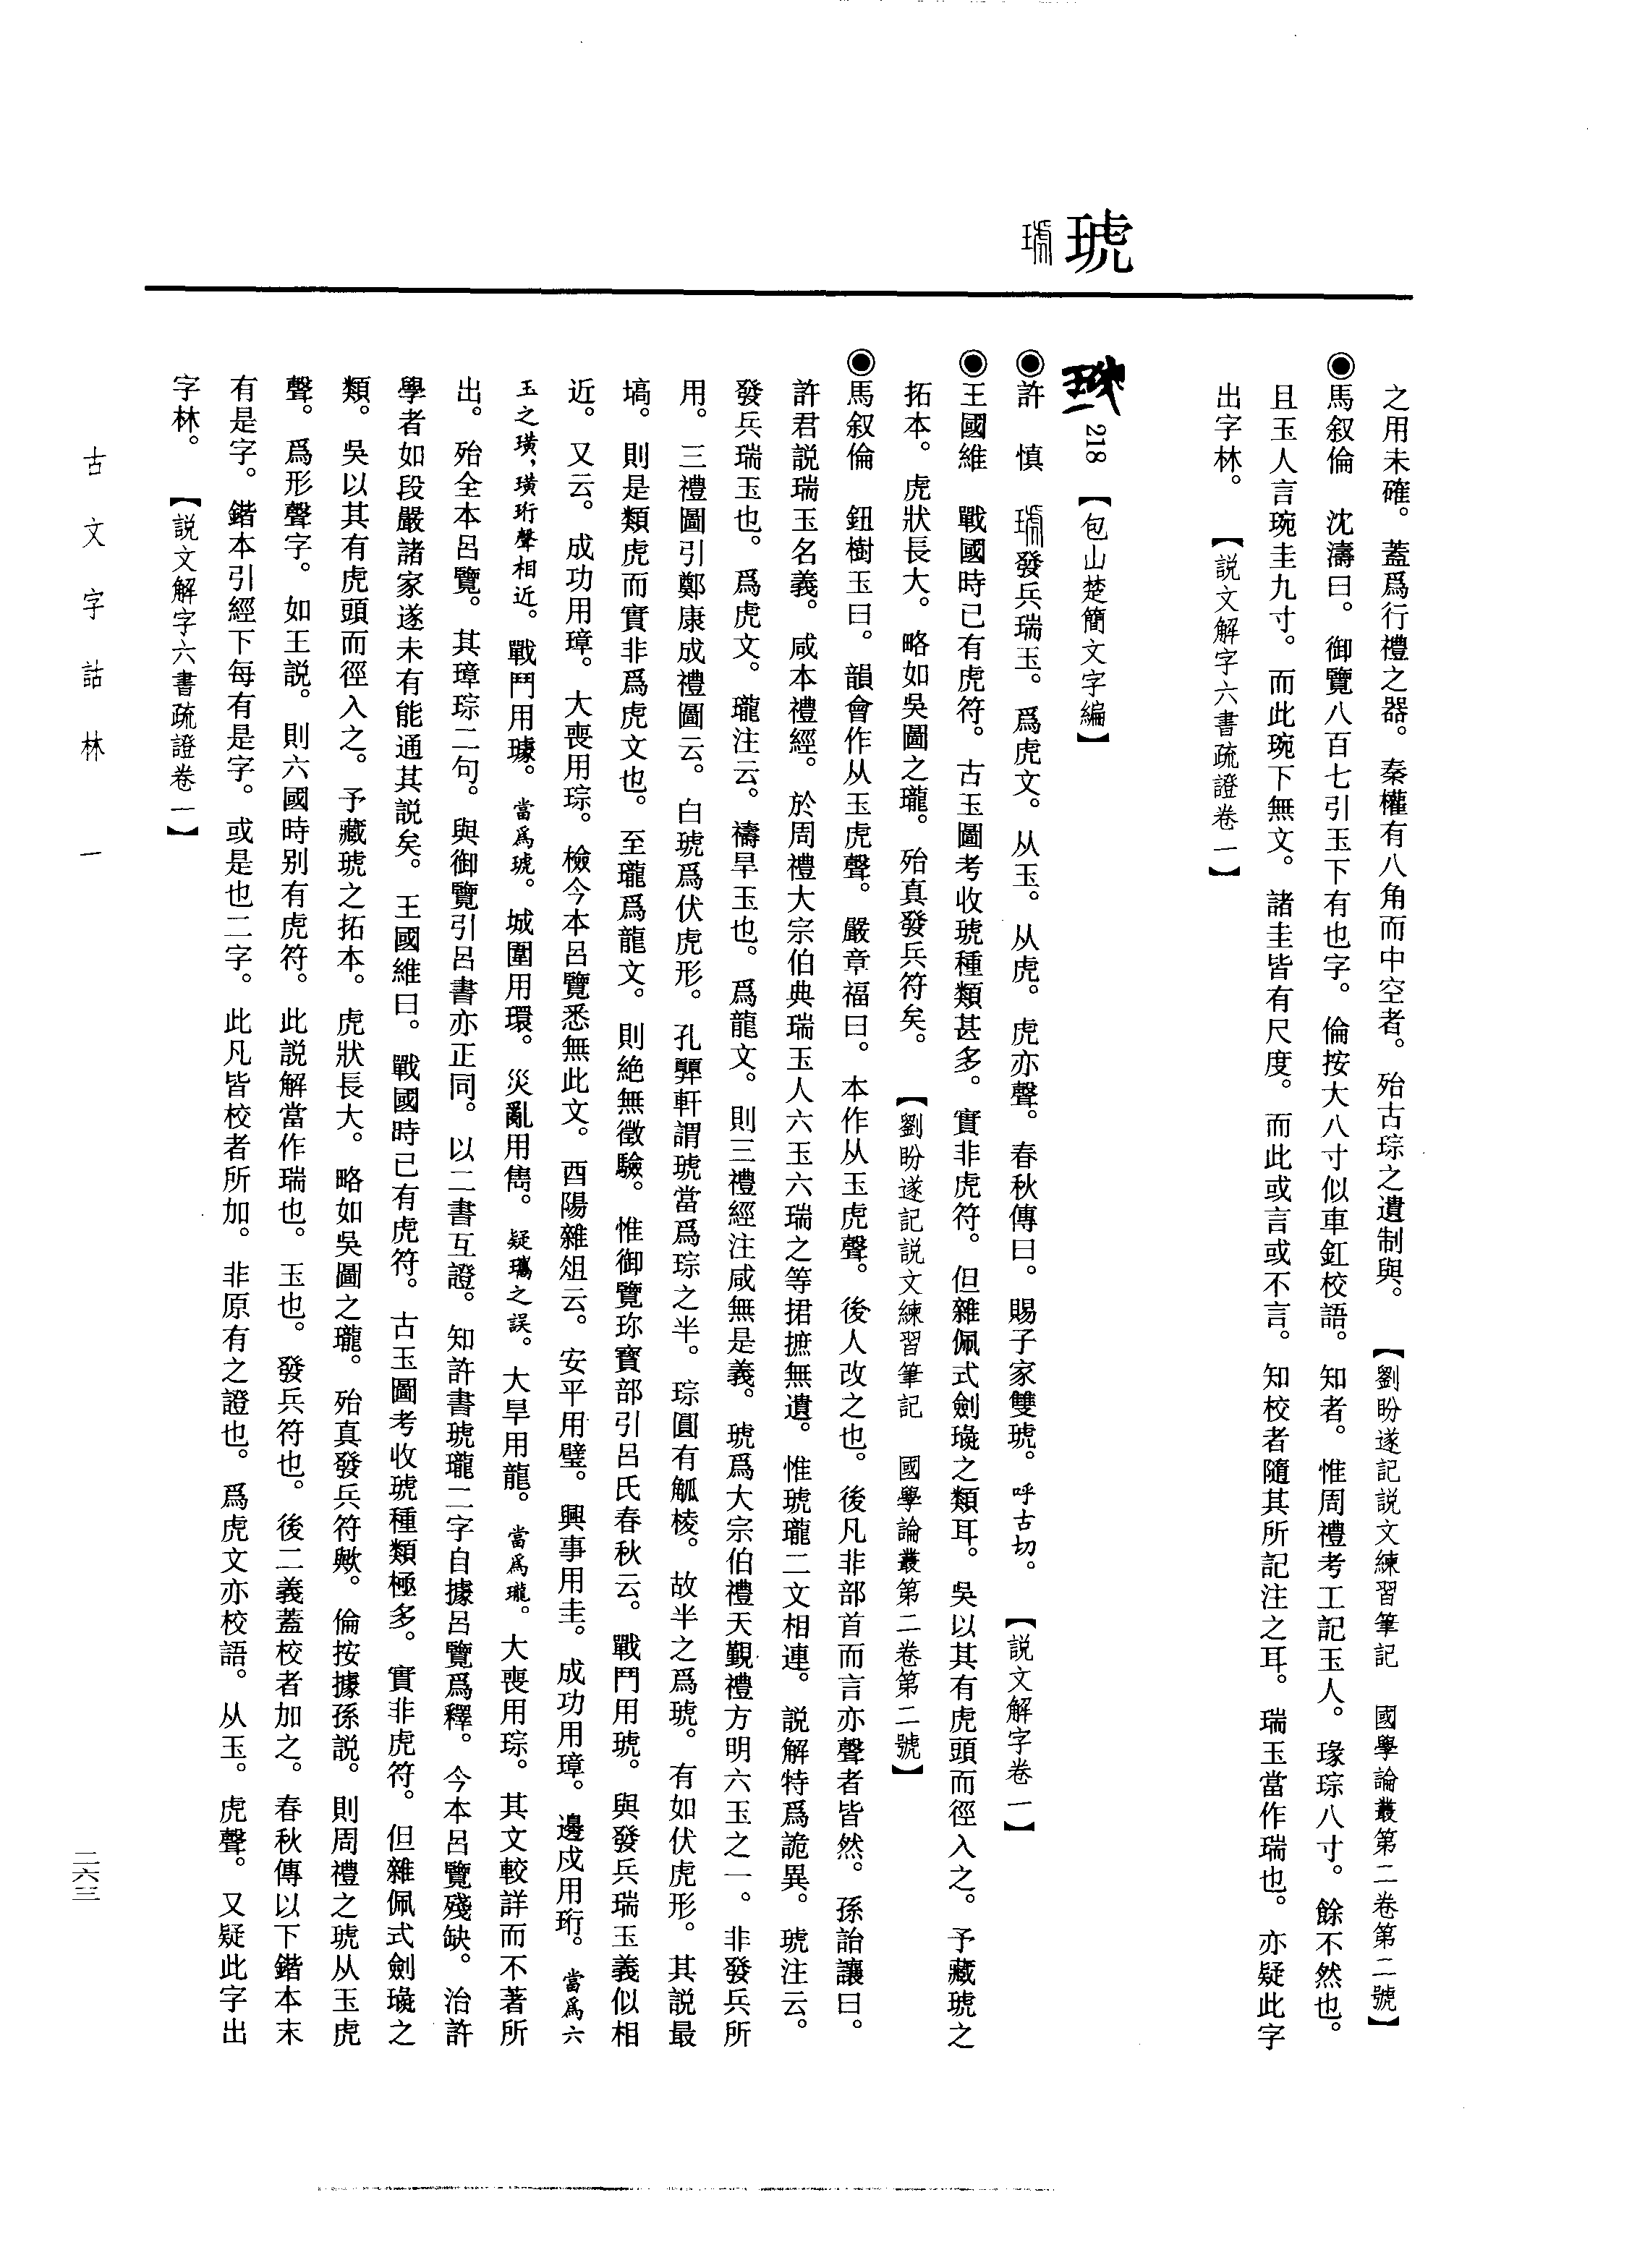 琥
之用未確。蓋爲行禮之器。秦權有八角而中空者。殆古琮之遺制與。　【劉盼遂記説文練習筆記　國學論叢第二卷第二號】
◉馬叙倫　沈濤曰。御覽八百七引玉下有也字。倫按大八寸似車釭校語。知者。惟周禮考工記玉人。瑑琮八寸。餘不然也。
且玉人言琬圭九寸。而此琬下無文。諸圭皆有尺度。而此或言或不言。知校者隨其所記注之耳。瑞玉當作瑞也。亦疑此字
出字林。　【説文解字六書疏證卷一】
218　【包山楚簡文字編】
◉許　慎　發兵瑞玉。爲虎文。从玉。从虎。虎亦聲。春秋傳曰。賜子家雙琥。呼古切。　【説文解字卷一】
◉王國維　戰國時已有虎符。古玉圖考收琥種類甚多。實非虎符。但雜佩式劍璏之類耳。吳以其有虎頭而徑入之。予藏琥之
拓本。虎狀長大。略如吳圖之瓏。殆真發兵符矣。　【劉盼遂記説文練習筆記　國學論叢第二卷第二號】
◉馬叙倫　鈕樹玉曰。韻會作从玉虎聲。嚴章福曰。本作从玉虎聲。後人改之也。後凡非部首而言亦聲者皆然。孫詒讓曰。
許君説瑞玉名義。咸本禮經。於周禮大宗伯典瑞玉人六玉六瑞之等捃摭無遺。惟琥瓏二文相連。説解特爲詭異。琥注云。
發兵瑞玉也。爲虎文。瓏注云。禱旱玉也。爲龍文。則三禮經注咸無是義。琥爲大宗伯禮天覲禮方明六玉之一。非發兵所
用。三禮圖引鄭康成禮圖云。白琥爲伏虎形。孔顨軒謂琥當爲琮之半。琮圓有觚棱。故半之爲琥。有如伏虎形。其説最
塙。則是類虎而實非爲虎文也。至瓏爲龍文。則絶無徵驗。惟御覽珎寳部引呂氏春秋云。戰鬥用琥。與發兵瑞玉義似相
近。又云。成功用璋。大喪用琮。檢今本呂覽悉無此文。酉陽雜俎云。安平用璧。興事用圭。成功用璋。邊戍用珩。當爲六
玉之璜，璜珩聲相近。戰鬥用璩。當爲琥。城圍用環。災亂用雋。疑㻽之誤。大旱用龍。當爲瓏。大喪用琮。其文較詳而不著所
出。殆全本呂覽。其璋琮二句。與御覽引呂書亦正同。以二書互證。知許書琥瓏二字自據呂覽爲釋。今本呂覽殘缺。治許
學者如段嚴諸家遂未有能通其説矣。王國維曰。戰國時已有虎符。古玉圖考收琥種類極多。實非虎符。但雜佩式劍璏之
類。吳以其有虎頭而徑入之。予藏琥之拓本。虎狀長大。略如吳圖之瓏。殆真發兵符歟。倫按據孫説。則周禮之琥从玉虎
聲。爲形聲字。如王説。則六國時别有虎符。此説解當作瑞也。玉也。發兵符也。後二義蓋校者加之。春秋傳以下鍇本末
有是字。鍇本引經下每有是字。或是也二字。此凡皆校者所加。非原有之證也。爲虎文亦校語。从玉。虎聲。又疑此字出
字林。　【説文解字六書疏證卷一】
古文字詁林　一
二六三